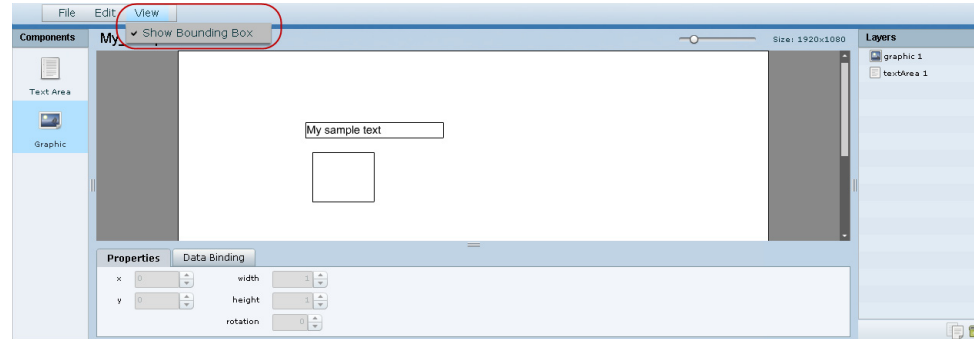 File Edit View
Show Bounding Box
Components
My
Size: 1920x1080
Layers
Text Area
Graphic
graphic 1
textArea 1
My sample text
Properties Data Binding
x 0 width 1
y 0 height 1
rotation 0